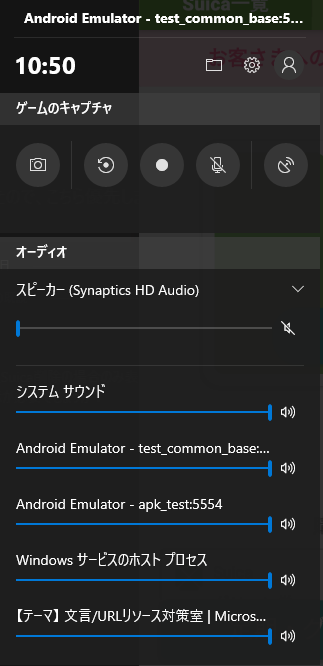 Suica一覧
Android Emulator - test_common_base:5...
お客さまへの
10:50
ゲームのキャプチャ
オーディオ
スピーカー (Synaptics HD Audio)
システム サウンド
Android Emulator - test_common_base:...
Android Emulator - apk_test:5554
Windows サービスのホスト プロセス
【テーマ】 文言/URLリソース対策室 | Micros...